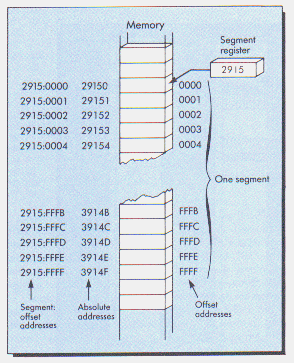 Memory
Segment
register
2915
2915:0000 29150 0000
2915:0001 29151 0001
2915:0002 29152 0002
2915:0003 29153 0003
2915:0004 29154 0004
One segment
2915:FFFB 3914B FFFB
2915:FFFC 3914C FFFC
2915:FFFD 3914D FFFD
2915:FFFE 3914E FFFE
2915:FFFF 3914F FFFF
Segment: Absolute Offset
offset addresses addresses
addresses